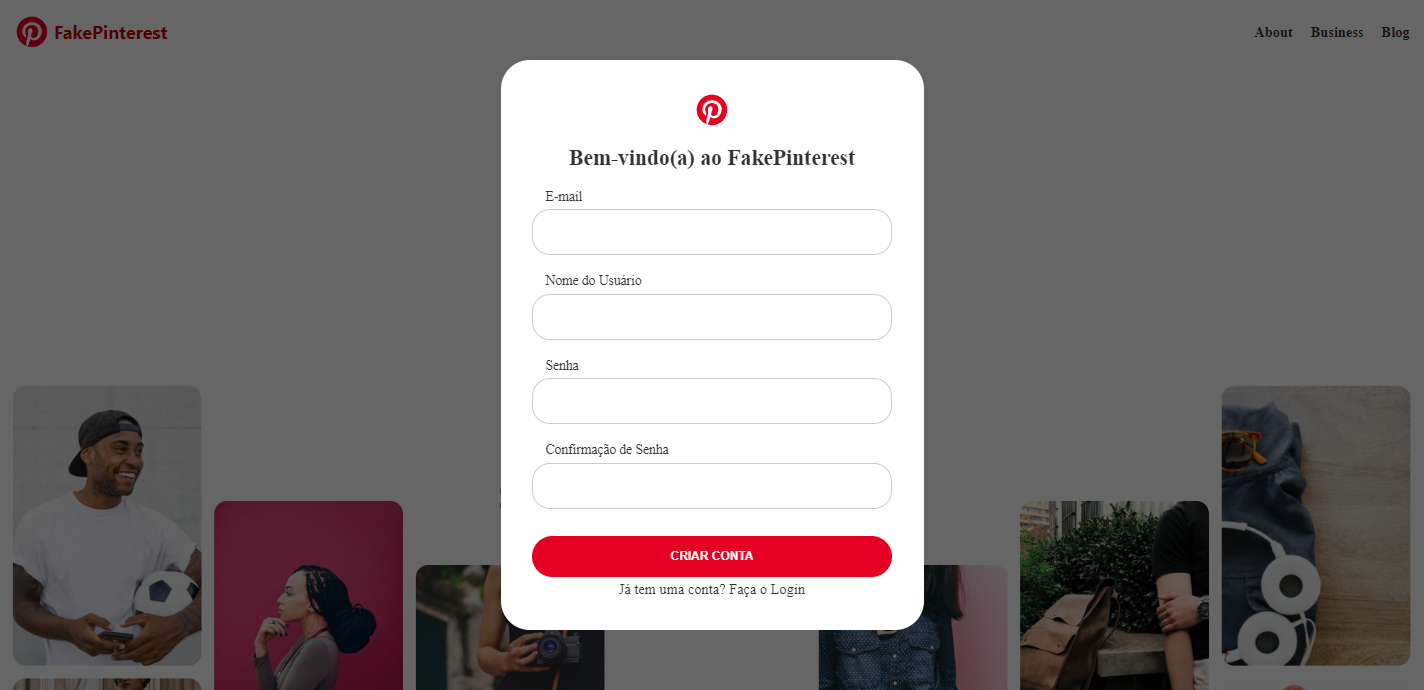 FakePinterest
About Business Blog
Bem-vindo(a) ao FakePinterest
E-mail
Nome do Usuário
Senha
Confirmação de Senha
CRIAR CONTA
Já tem uma conta? Faça o Login